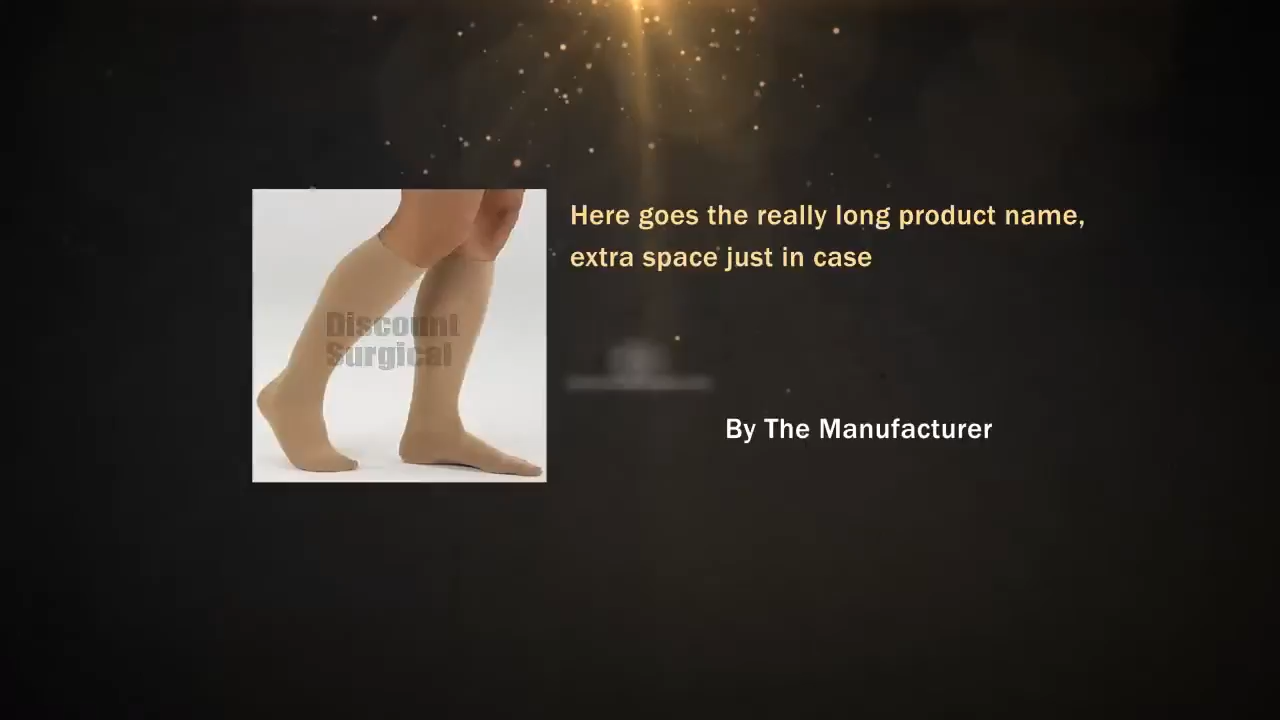 Here goes the really long product name,
extra space just in case
Discount
Surgical
By The Manufacturer